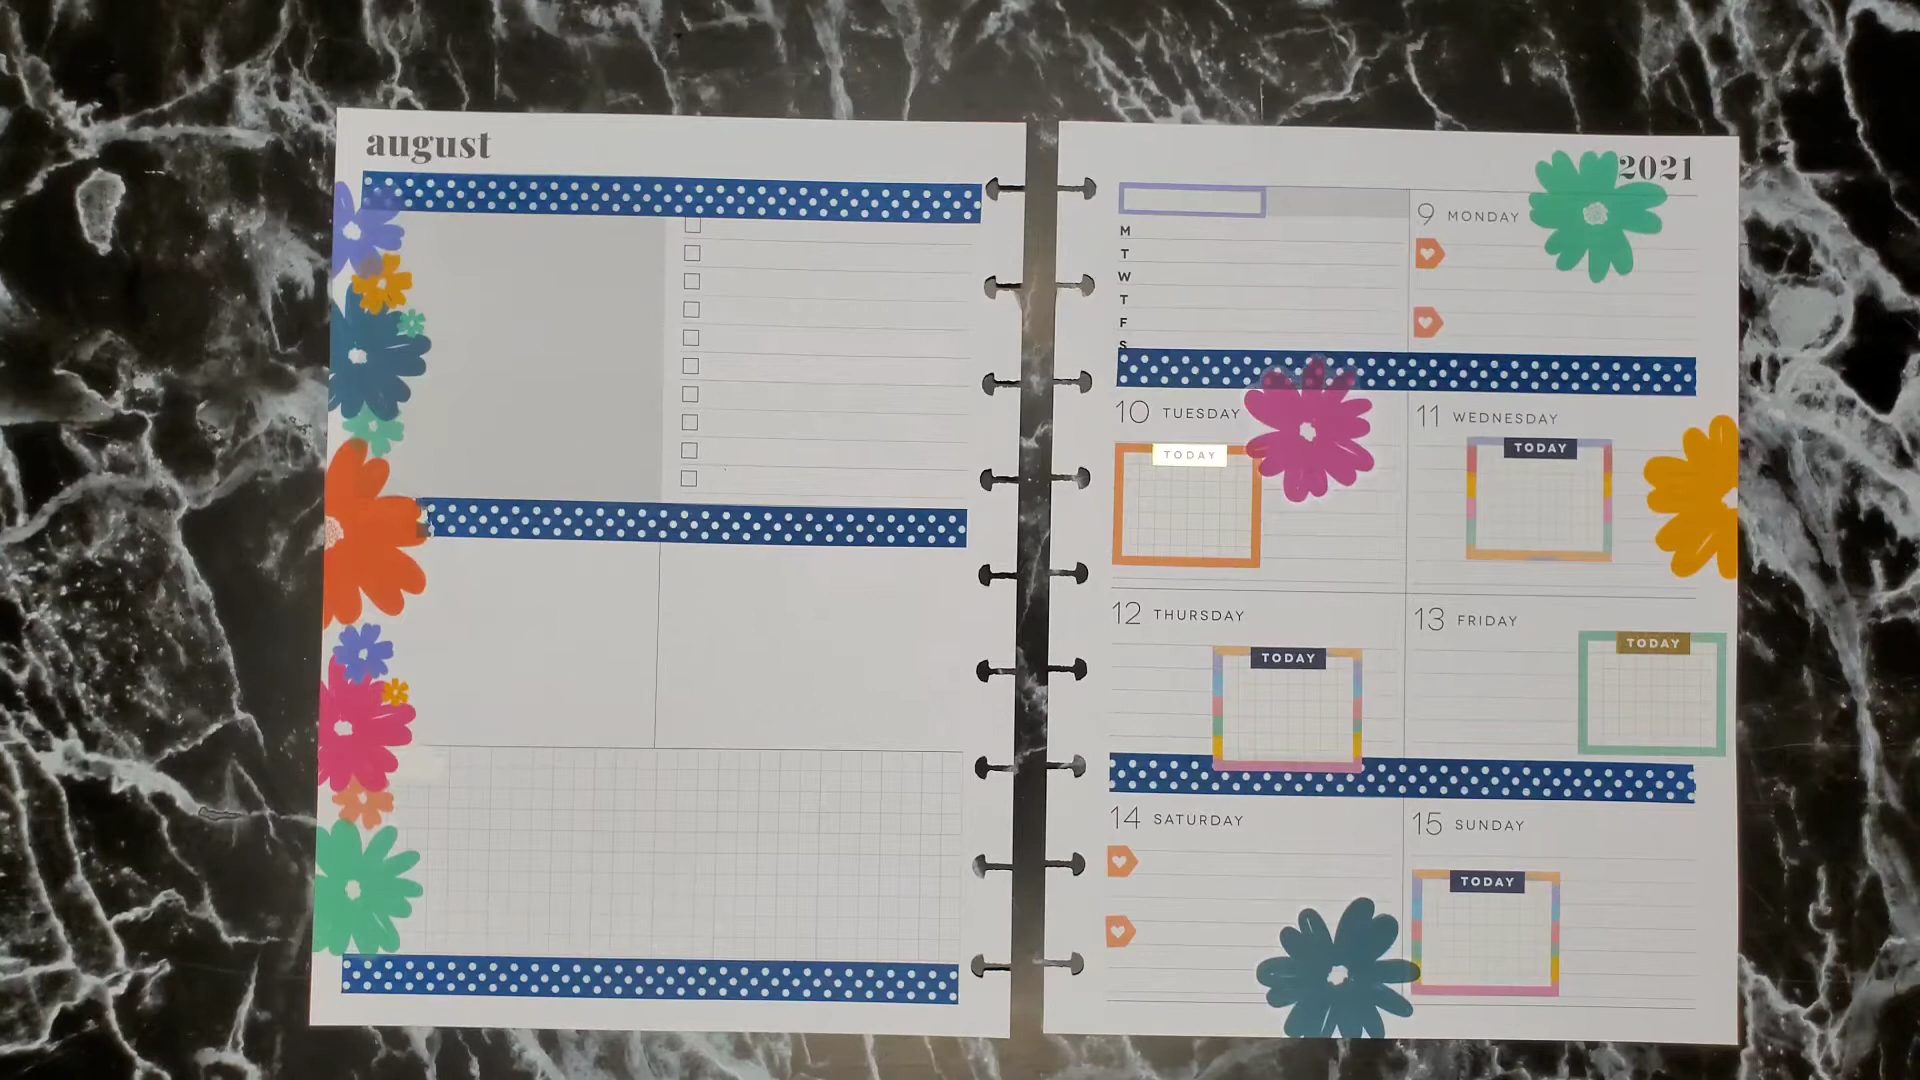 august
2021
M
T
W
T
F
S
9 MONDAY
10 TUESDAY
TODAY
11 WEDNESDAY
TODAY
12 THURSDAY
TODAY
13 FRIDAY
TODAY
14 SATURDAY
15 SUNDAY
TODAY